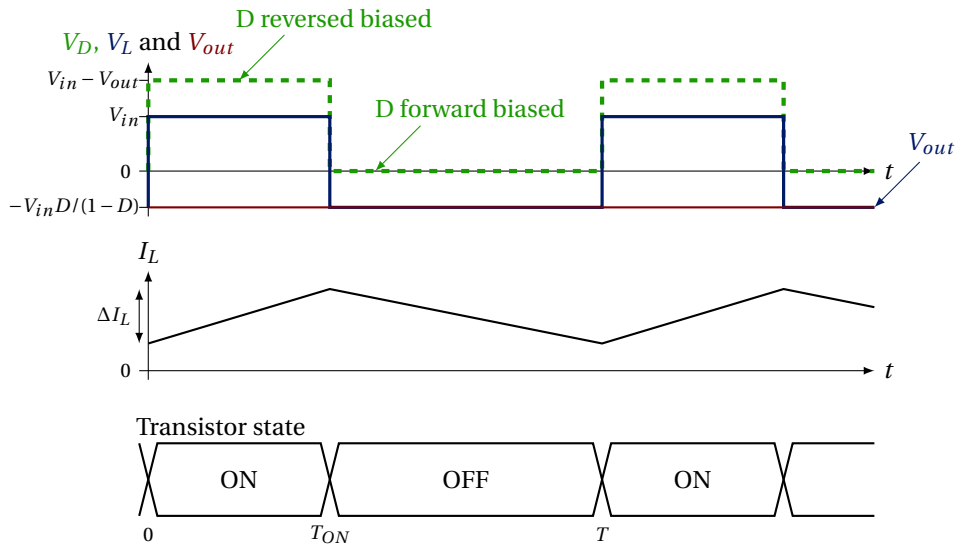 D reversed biased
V_D, V_L and V_out
V_in − V_out
V_in
D forward biased
V_out
0
t
−V_in D/(1 − D)
I_L
ΔI_L
0
t
Transistor state
ON
OFF
ON
0
T_ON
T